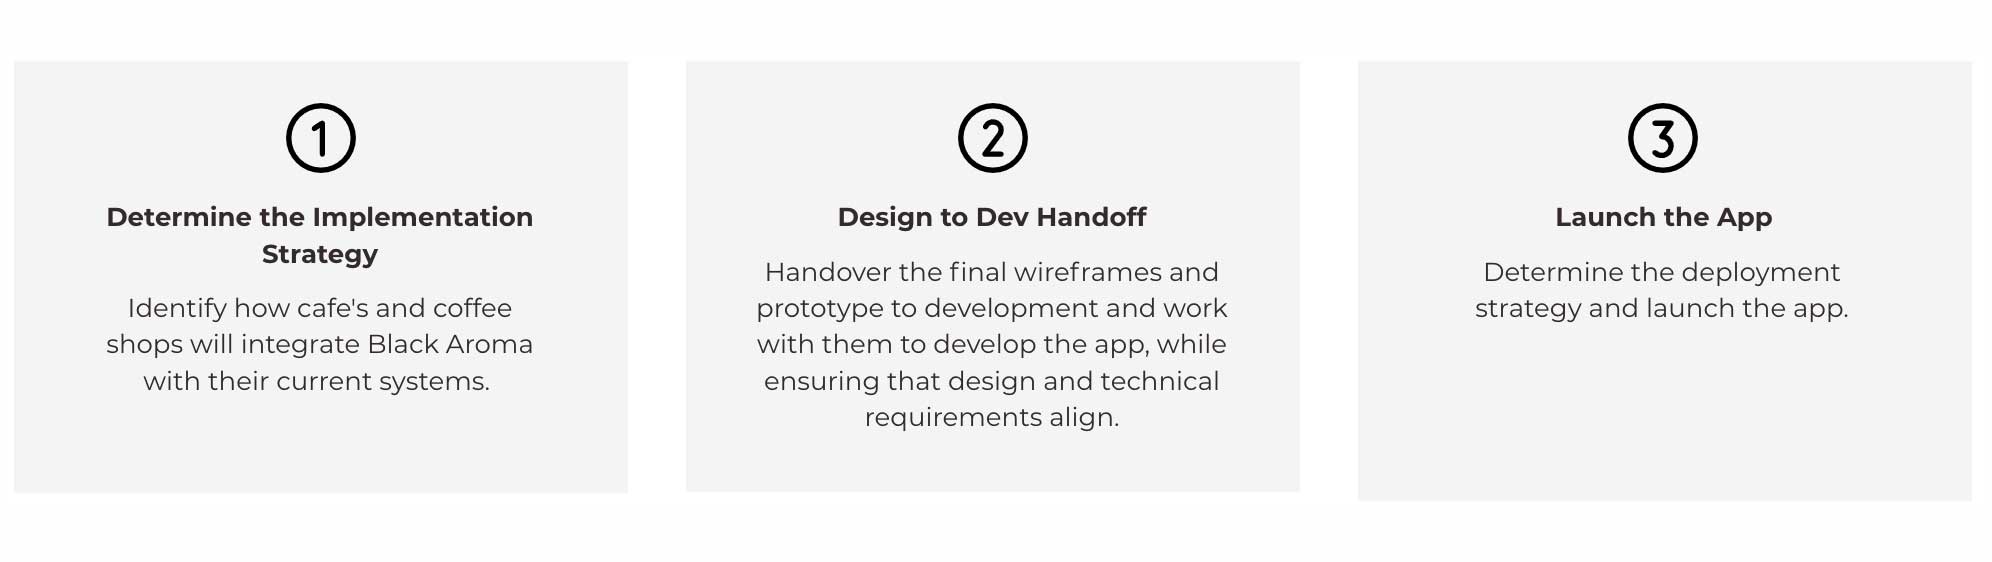 1
Determine the Implementation
Strategy
Identify how cafe's and coffee
shops will integrate Black Aroma
with their current systems.
2
Design to Dev Handoff
Handover the final wireframes and
prototype to development and work
with them to develop the app, while
ensuring that design and technical
requirements align.
3
Launch the App
Determine the deployment
strategy and launch the app.